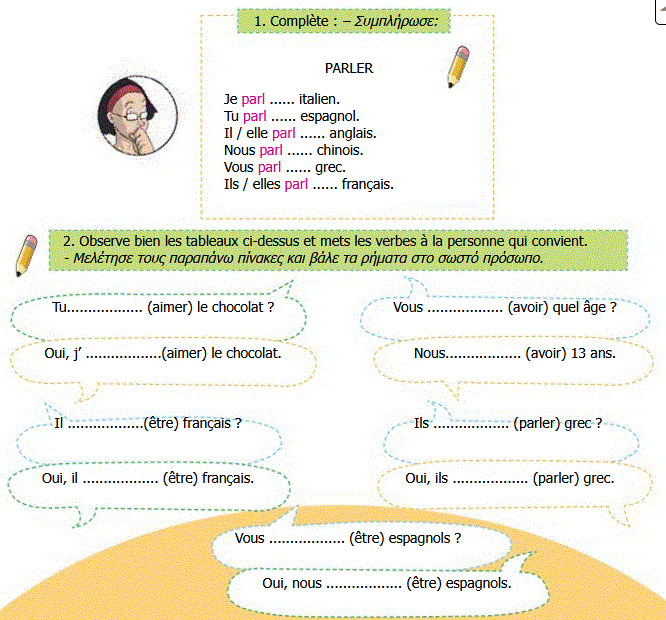 1. Complète : – Συμπλήρωσε:
PARLER
Je parl ...... italien.
Tu parl ...... espagnol.
Il / elle parl ...... anglais.
Nous parl ...... chinois.
Vous parl ...... grec.
Ils / elles parl ...... français.
2. Observe bien les tableaux ci-dessus et mets les verbes à la personne qui convient.
- Μελέτησε τους παραπάνω πίνακες και βάλε τα ρήματα στο σωστό πρόσωπο.
Tu.................. (aimer) le chocolat ?
Oui, j’ ..................(aimer) le chocolat.
Vous .................. (avoir) quel âge ?
Nous.................. (avoir) 13 ans.
Il ..................(être) français ?
Oui, il .................. (être) français.
Ils .................. (parler) grec ?
Oui, ils .................. (parler) grec.
Vous .................. (être) espagnols ?
Oui, nous .................. (être) espagnols.